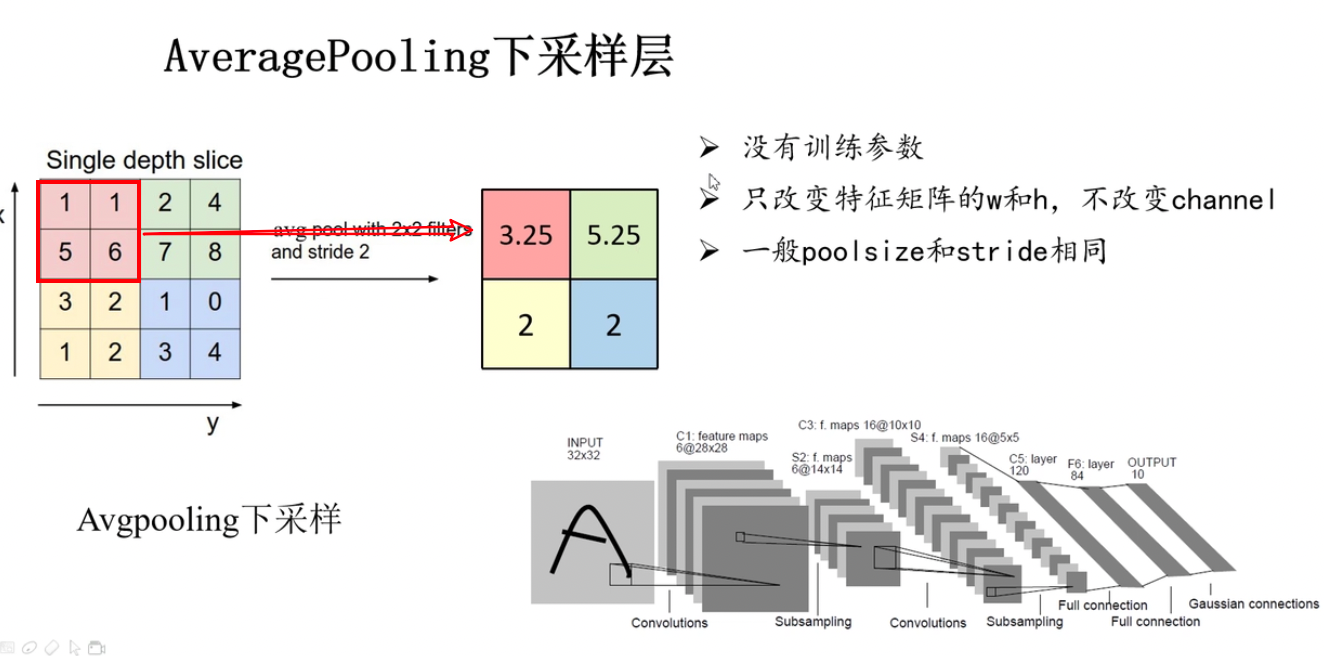 AveragePooling下采样层
Single depth slice
x
1 1 2 4
5 6 7 8
3 2 1 0
1 2 3 4
y
avg pool with 2x2 filters
and stride 2
3.25 5.25
2 2
没有训练参数
只改变特征矩阵的w和h，不改变channel
一般poolsize和stride相同
Avgpooling下采样
INPUT
32x32
C1: feature maps
6@28x28
S2: f. maps
6@14x14
C3: f. maps 16@10x10
S4: f. maps 16@5x5
C5: layer
120
F6: layer
84
OUTPUT
10
Convolutions
Subsampling
Convolutions
Subsampling
Full connection
Full connection
Gaussian connections